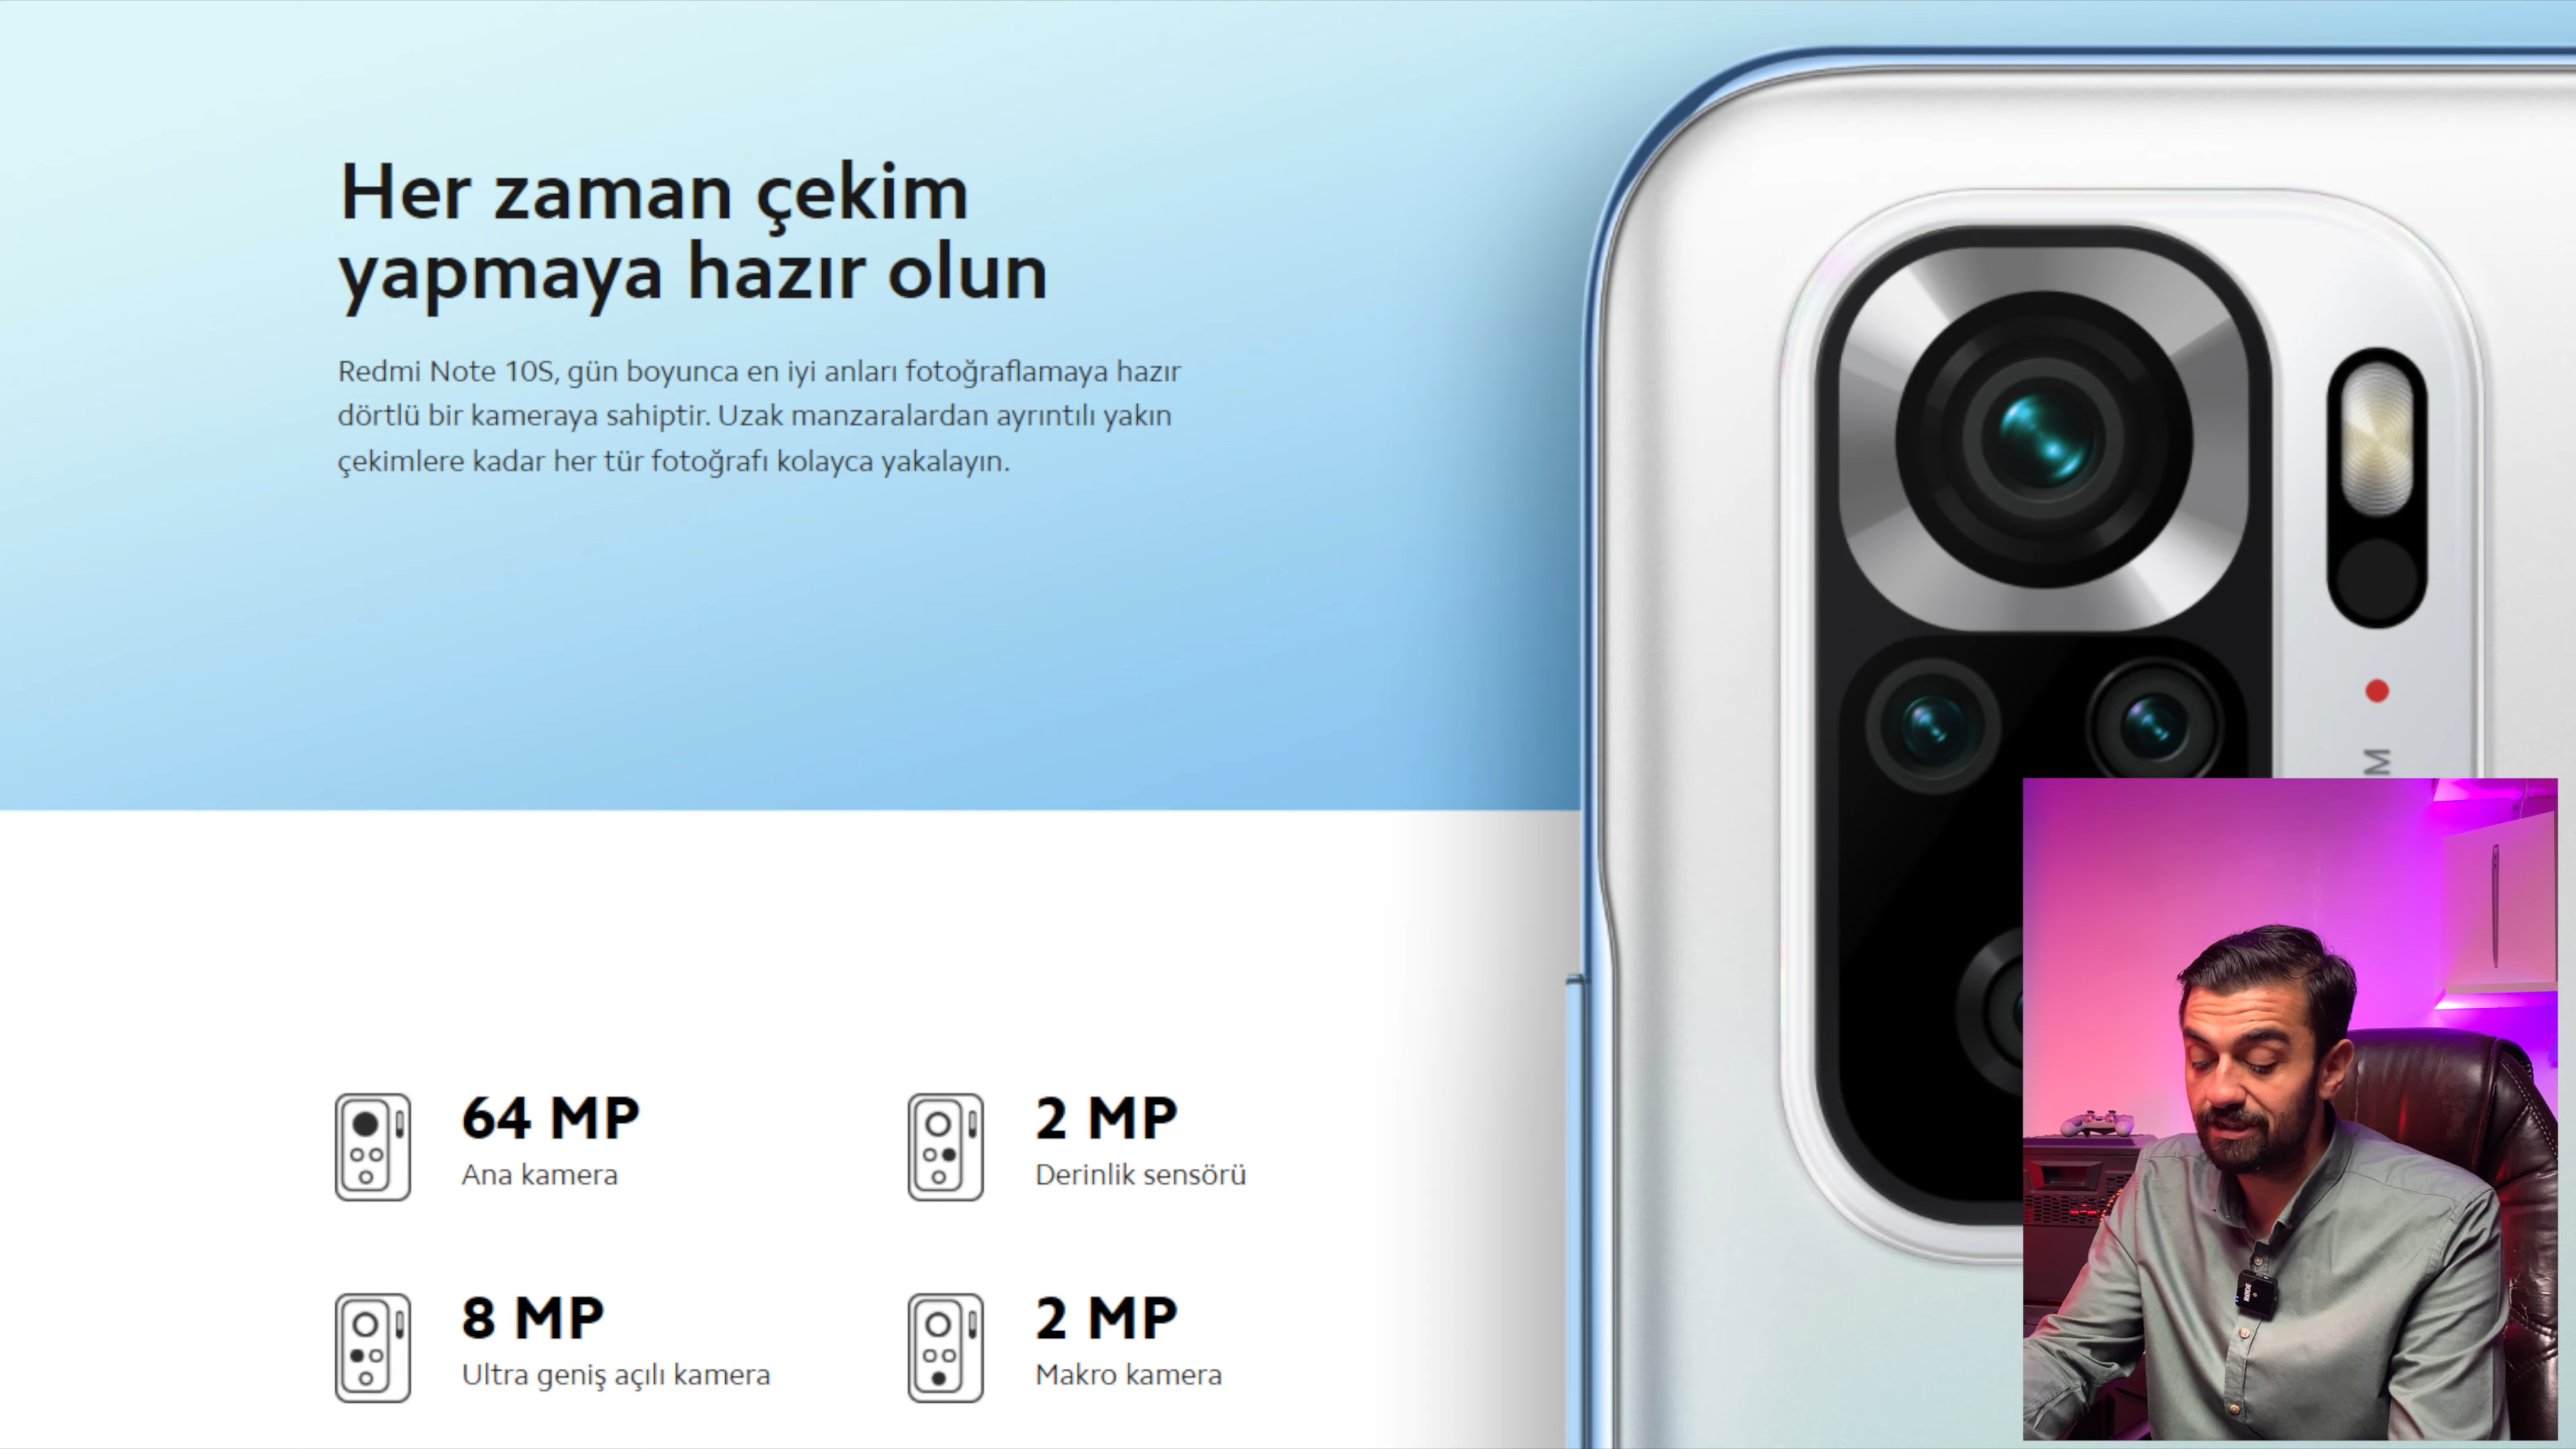 Her zaman çekim
yapmaya hazır olun
Redmi Note 10S, gün boyunca en iyi anları fotoğraflamaya hazır
dörtlü bir kameraya sahiptir. Uzak manzaralardan ayrıntılı yakın
çekimlere kadar her tür fotoğrafı kolayca yakalayın.
M
64 MP
Ana kamera
2 MP
Derinlik sensörü
8 MP
Ultra geniş açılı kamera
2 MP
Makro kamera
RØDE